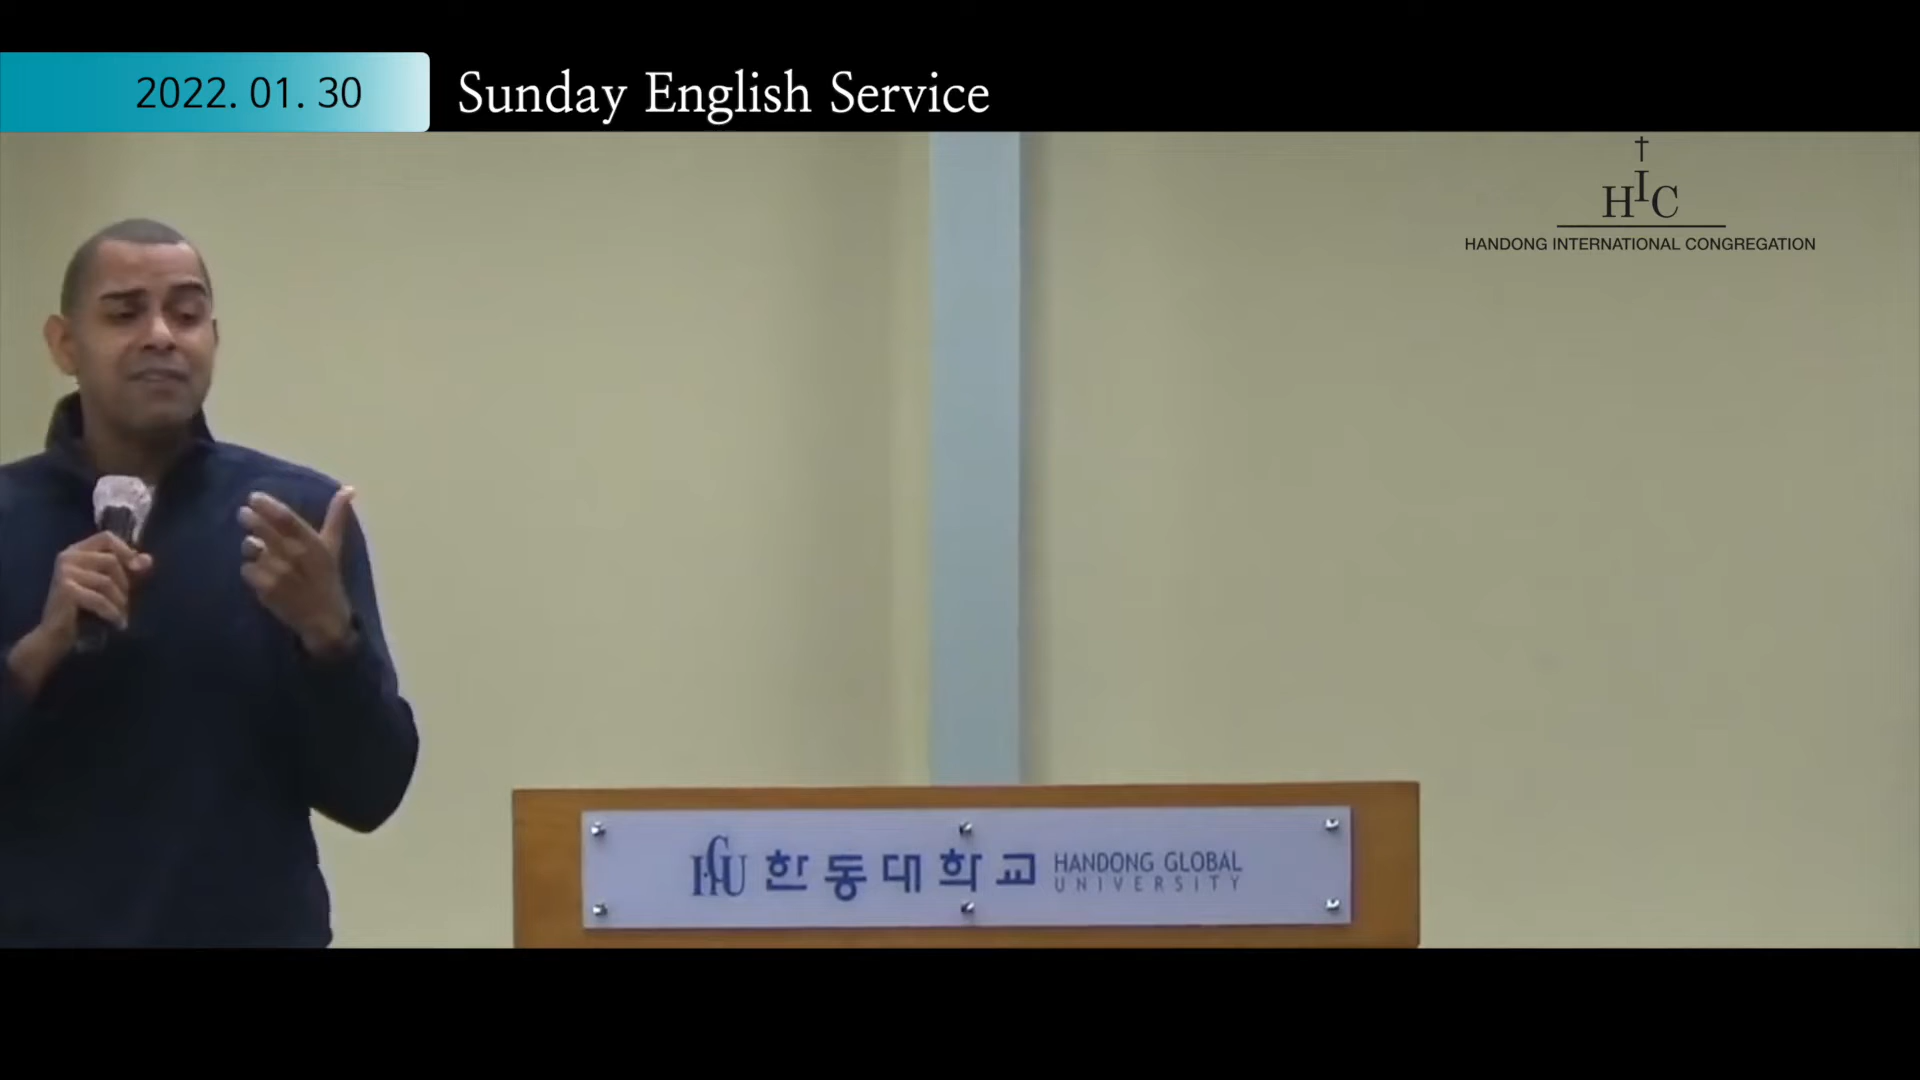 2022. 01. 30
Sunday English Service
HIC
HANDONG INTERNATIONAL CONGREGATION
HGU 한동대학교 HANDONG GLOBAL
UNIVERSITY